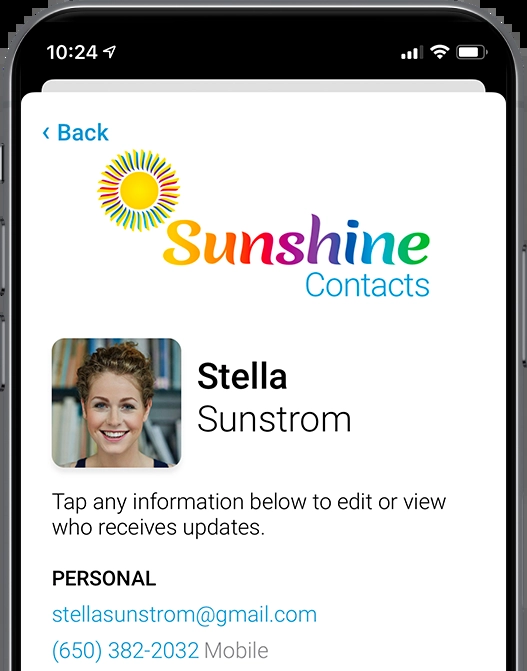 10:24
‹ Back
Sunshine
Contacts
Stella
Sunstrom
Tap any information below to edit or view
who receives updates.
PERSONAL
stellasunstrom@gmail.com
(650) 382-2032 Mobile